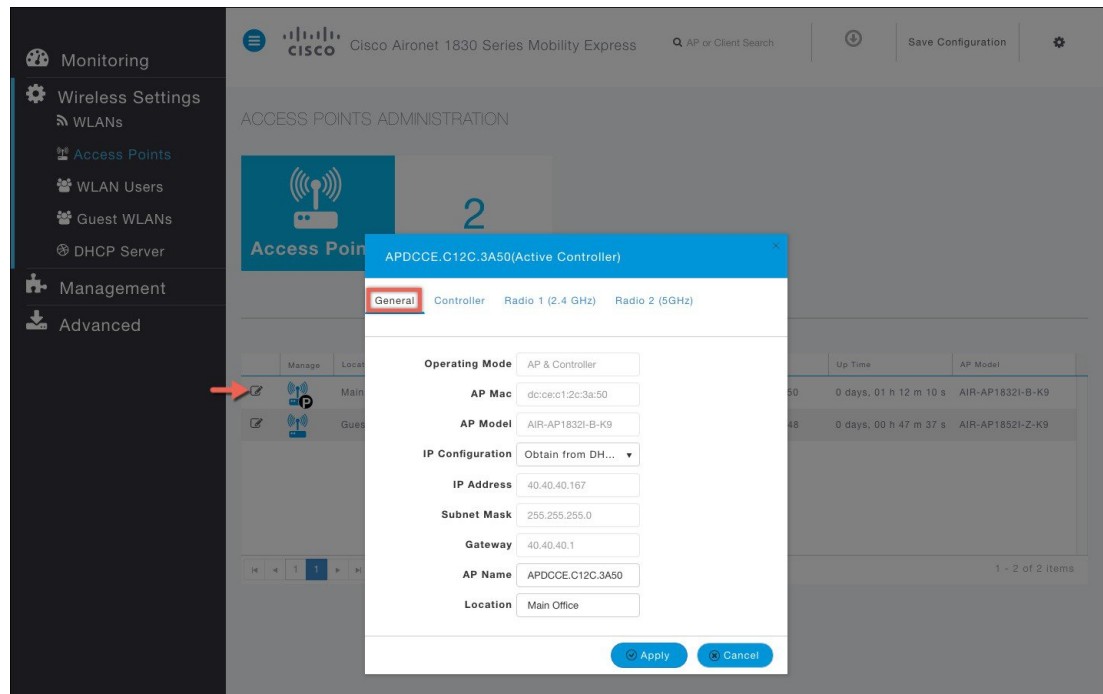 Monitoring
Wireless Settings
WLANs
Access Points
WLAN Users
Guest WLANs
DHCP Server
Management
Advanced
CISCO Cisco Aironet 1830 Series Mobility Express
AP or Client Search
Save Configuration
ACCESS POINTS ADMINISTRATION
Access Poin
2
Manage Locat Up Time AP Model
P Main 50 0 days, 01 h 12 m 10 s AIR-AP1832I-B-K9
Gues 48 0 days, 00 h 47 m 37 s AIR-AP1852I-Z-K9
1 1 1 - 2 of 2 items
APDCCE.C12C.3A50(Active Controller)
General Controller Radio 1 (2.4 GHz) Radio 2 (5GHz)
Operating Mode AP & Controller
AP Mac dc:ce:c1:2c:3a:50
AP Model AIR-AP1832I-B-K9
IP Configuration Obtain from DH...
IP Address 40.40.40.167
Subnet Mask 255.255.255.0
Gateway 40.40.40.1
AP Name APDCCE.C12C.3A50
Location Main Office
Apply Cancel